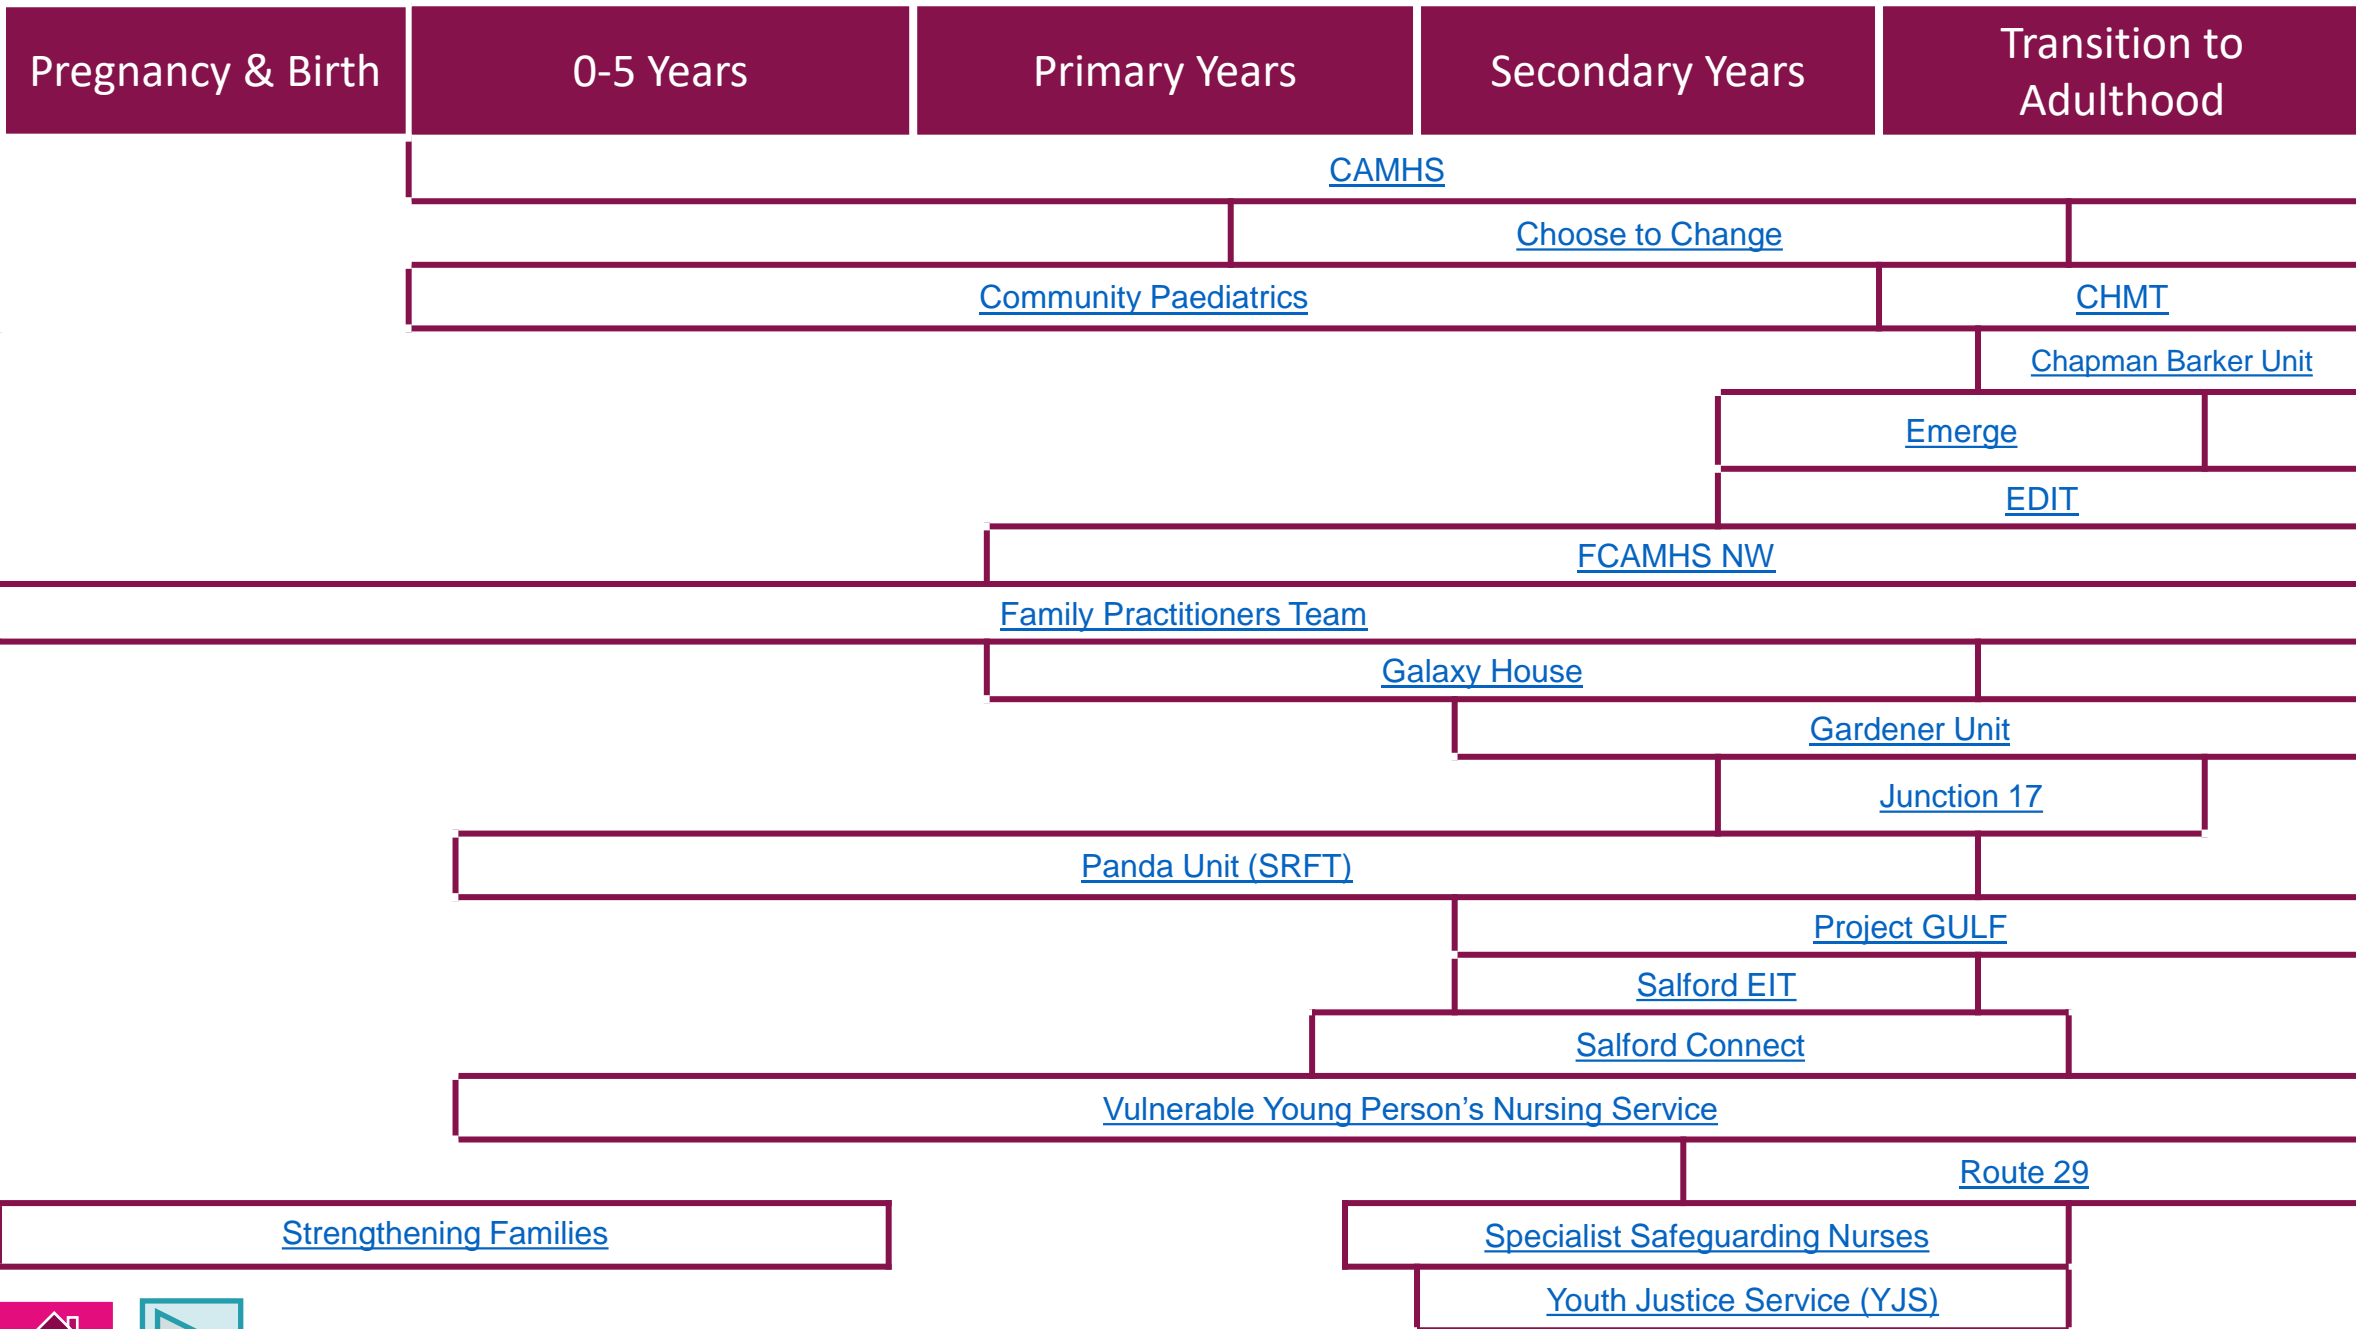 Pregnancy & Birth
0-5 Years
Primary Years
Secondary Years
Transition to
Adulthood
CAMHS
Choose to Change
Community Paediatrics
CHMT
Chapman Barker Unit
Emerge
EDIT
FCAMHS NW
Family Practitioners Team
Galaxy House
Gardener Unit
Junction 17
Panda Unit (SRFT)
Project GULF
Salford EIT
Salford Connect
Vulnerable Young Person’s Nursing Service
Route 29
Strengthening Families
Specialist Safeguarding Nurses
Youth Justice Service (YJS)